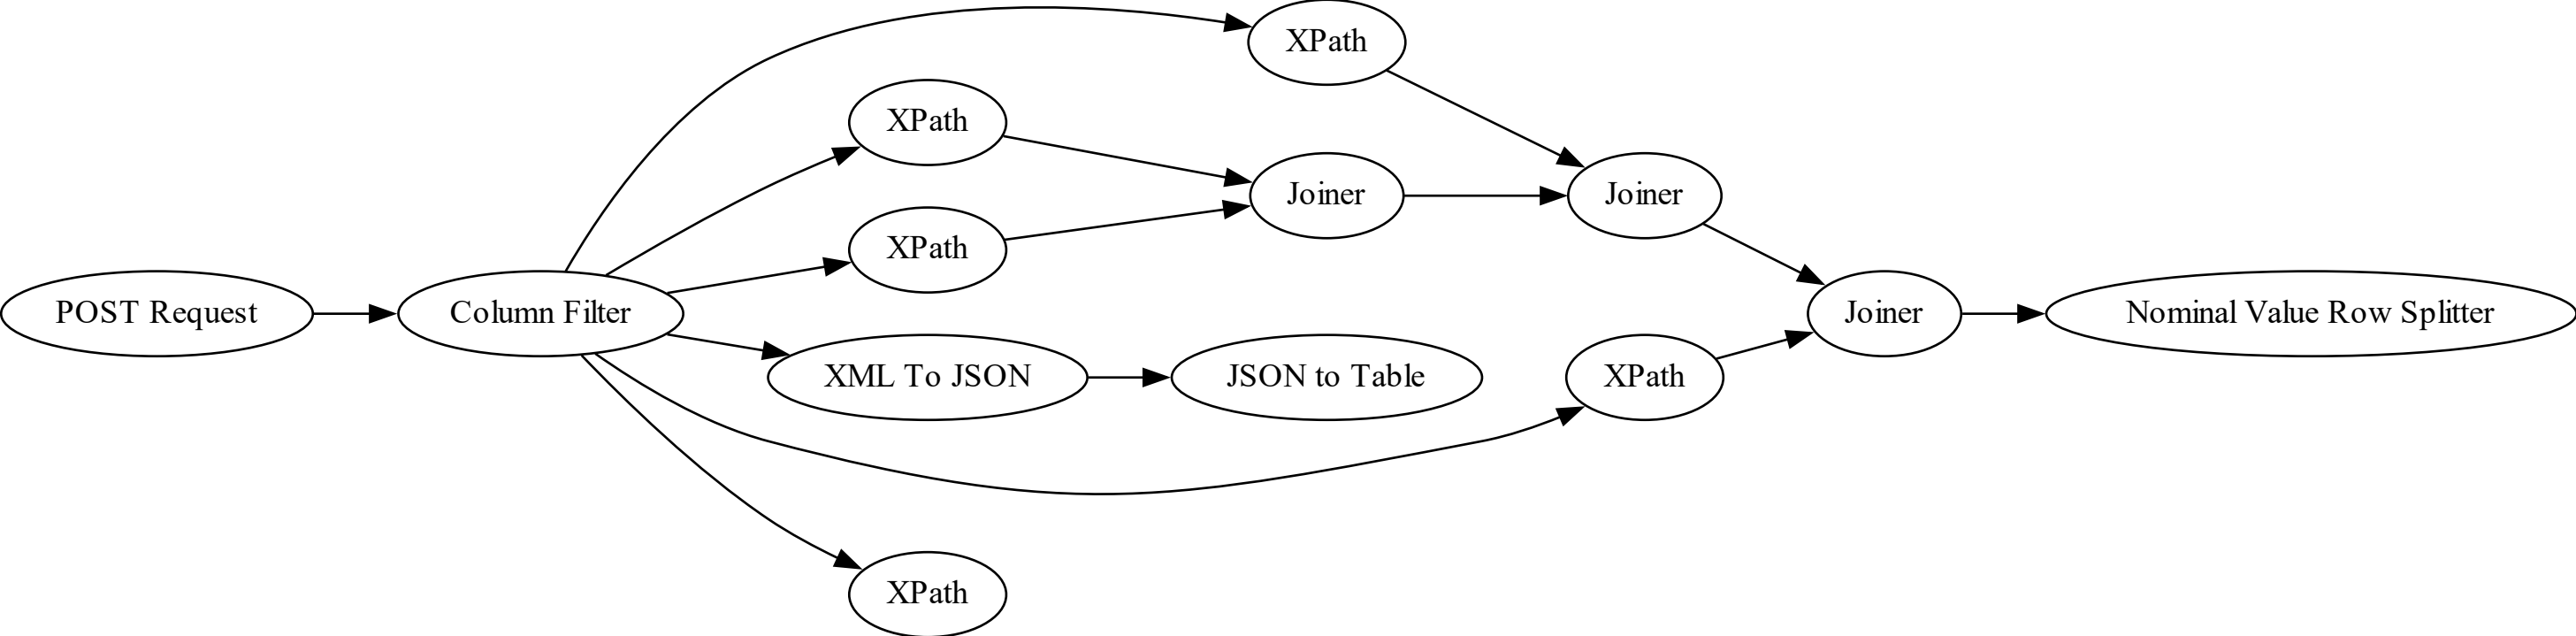 XPath
XPath
Joiner
Joiner
XPath
POST Request
Column Filter
Joiner
Nominal Value Row Splitter
XML To JSON
JSON to Table
XPath
XPath